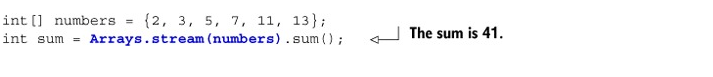 int[] numbers = {2, 3, 5, 7, 11, 13};
int sum = Arrays.stream(numbers).sum();
The sum is 41.